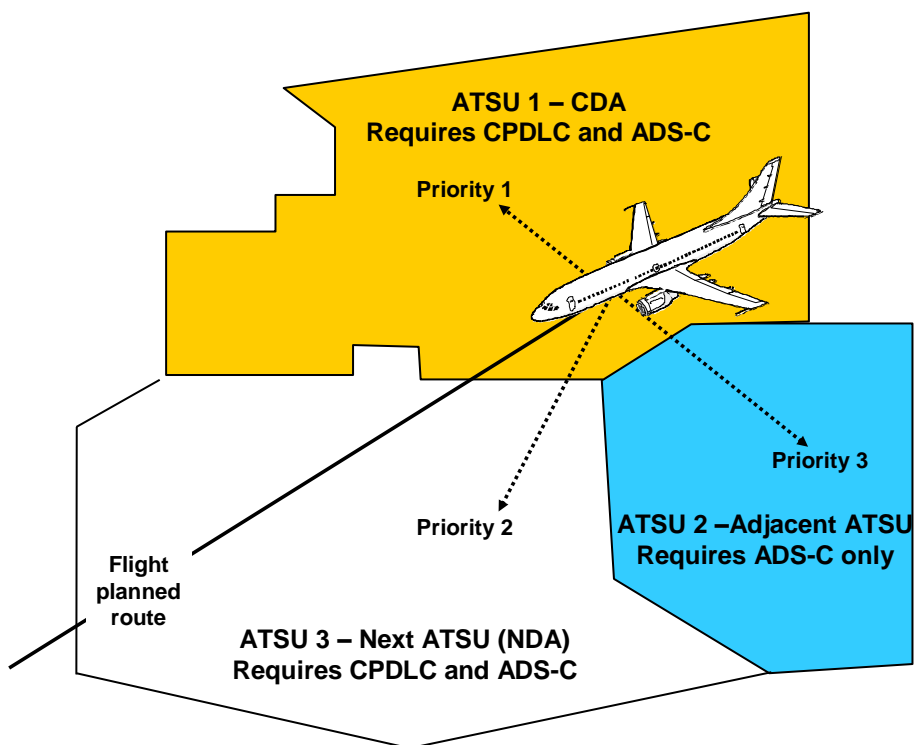 ATSU 1 – CDA
Requires CPDLC and ADS-C
Priority 1
Priority 3
Priority 2
ATSU 2 –Adjacent ATSU
Requires ADS-C only
Flight
planned
route
ATSU 3 – Next ATSU (NDA)
Requires CPDLC and ADS-C